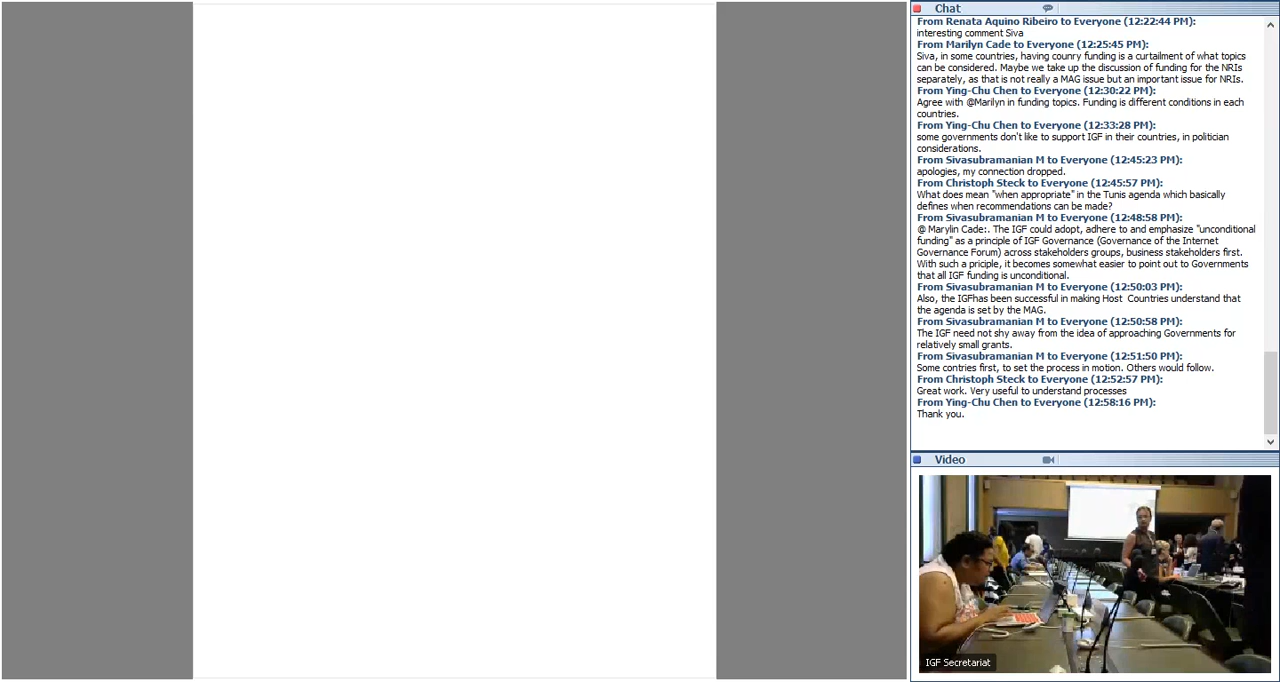 Chat
From Renata Aquino Ribeiro to Everyone (12:22:44 PM):
interesting comment Siva
From Marilyn Cade to Everyone (12:25:45 PM):
Siva, in some countries, having counry funding is a curtailment of what topics
can be considered. Maybe we take up the discussion of funding for the NRIs
separately, as that is not really a MAG issue but an important issue for NRIs.
From Ying-Chu Chen to Everyone (12:30:22 PM):
Agree with @Marilyn in funding topics. Funding is different conditions in each
countries.
From Ying-Chu Chen to Everyone (12:33:28 PM):
some governments don't like to support IGF in their countries, in politician
considerations.
From Sivasubramanian M to Everyone (12:45:23 PM):
apologies, my connection dropped.
From Christoph Steck to Everyone (12:45:57 PM):
What does mean "when appropriate" in the Tunis agenda which basically
defines when recommendations can be made?
From Sivasubramanian M to Everyone (12:48:58 PM):
@ Marylin Cade:. The IGF could adopt, adhere to and emphasize "unconditional
funding" as a principle of IGF Governance (Governance of the Internet
Governance Forum) across stakeholders groups, business stakeholders first.
With such a priciple, it becomes somewhat easier to point out to Governments
that all IGF funding is unconditional.
From Sivasubramanian M to Everyone (12:50:03 PM):
Also, the IGFhas been successful in making Host Countries understand that
the agenda is set by the MAG.
From Sivasubramanian M to Everyone (12:50:58 PM):
The IGF need not shy away from the idea of approaching Governments for
relatively small grants.
From Sivasubramanian M to Everyone (12:51:50 PM):
Some contries first, to set the process in motion. Others would follow.
From Christoph Steck to Everyone (12:52:57 PM):
Great work. Very useful to understand processes
From Ying-Chu Chen to Everyone (12:58:16 PM):
Thank you.
Video
IGF Secretariat